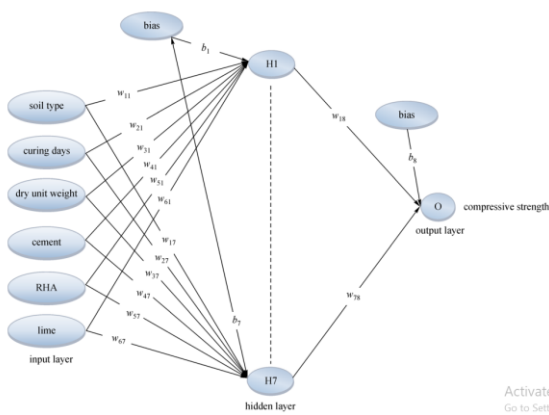 bias
b1
H1
w11
soil type
w21
curing days
w31
w41
w51
w61
dry unit weight
cement
RHA
lime
input layer
w17
w27
w37
w47
w57
w67
b7
H7
hidden layer
w18
w78
bias
b8
O
compressive strength
output layer
Activate
Go to Sett